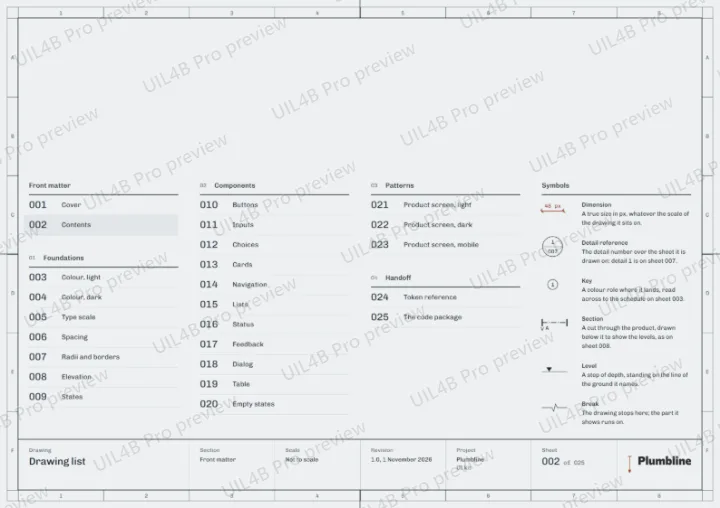 1 2 3 4 5 6 7 8
Front matter
001 Cover
002 Contents
01 Foundations
003 Colour, light
004 Colour, dark
005 Type scale
006 Spacing
007 Radii and borders
008 Elevation
009 States
02 Components
010 Buttons
011 Inputs
012 Choices
013 Cards
014 Navigation
015 Lists
016 Status
017 Feedback
018 Dialog
019 Table
020 Empty states
03 Patterns
021 Product screen, light
022 Product screen, dark
023 Product screen, mobile
04 Handoff
024 Token reference
025 The code package
Symbols
48 px
Dimension
A true size in px, whatever the scale of
the drawing it sits on.
1
007
Detail reference
The detail number over the sheet it is
drawn on: detail 1 is on sheet 007.
1
Key
A colour role where it lands, read
across to the schedule on sheet 003.
A
Section
A cut through the product, drawn
below it to show the levels, as on
sheet 008.
Level
A step of depth, standing on the line of
the ground it names.
Break
The drawing stops here; the part it
shows runs on.
Drawing
Drawing list
Section
Front matter
Scale
Not to scale
Revision
1.0, 1 November 2026
Project
Plumbline
UI kit
Sheet
002 of 025
Plumbline
1 2 3 4 5 6 7 8
A
B
C
D
E
F
UIL4B Pro preview